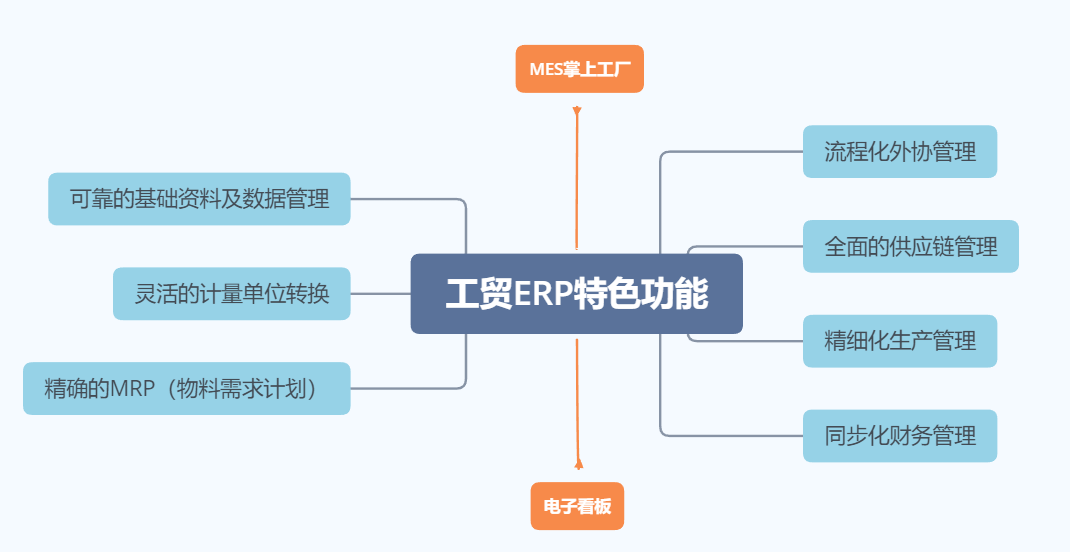 MES掌上工厂
可靠的基础资料及数据管理
灵活的计量单位转换
精确的MRP（物料需求计划）
工贸ERP特色功能
流程化外协管理
全面的供应链管理
精细化生产管理
同步化财务管理
电子看板